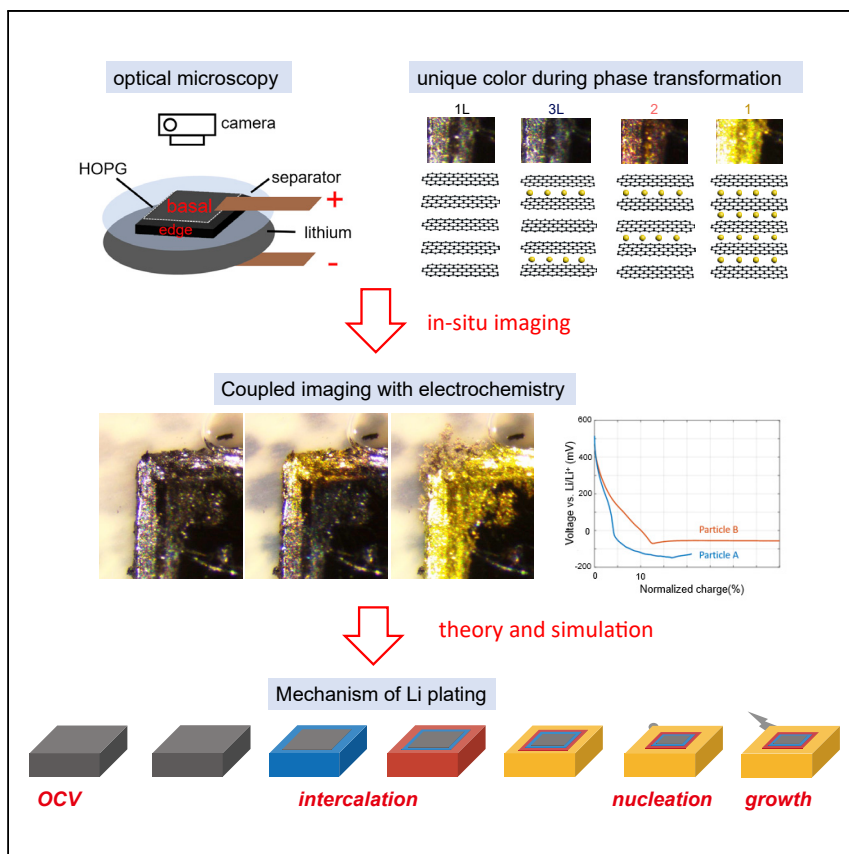 optical microscopy
unique color during phase transformation
camera
HOPG
separator
basal
edge
lithium
+
-
1L
3L
2
1
in-situ imaging
Coupled imaging with electrochemistry
Voltage vs. Li/Li⁺ (mV)
600
400
200
0
-200
Particle B
Particle A
0
10
Normalized charge(%)
theory and simulation
Mechanism of Li plating
OCV
intercalation
nucleation
growth